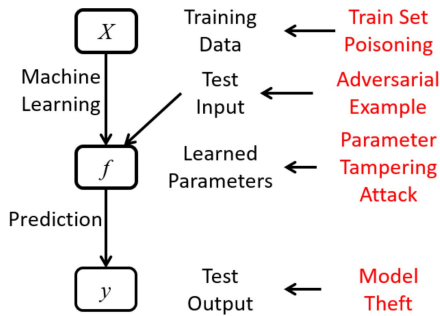 X
Training
Data
Train Set
Poisoning
Machine
Learning
Test
Input
Adversarial
Example
f
Learned
Parameters
Parameter
Tampering
Attack
Prediction
y
Test
Output
Model
Theft